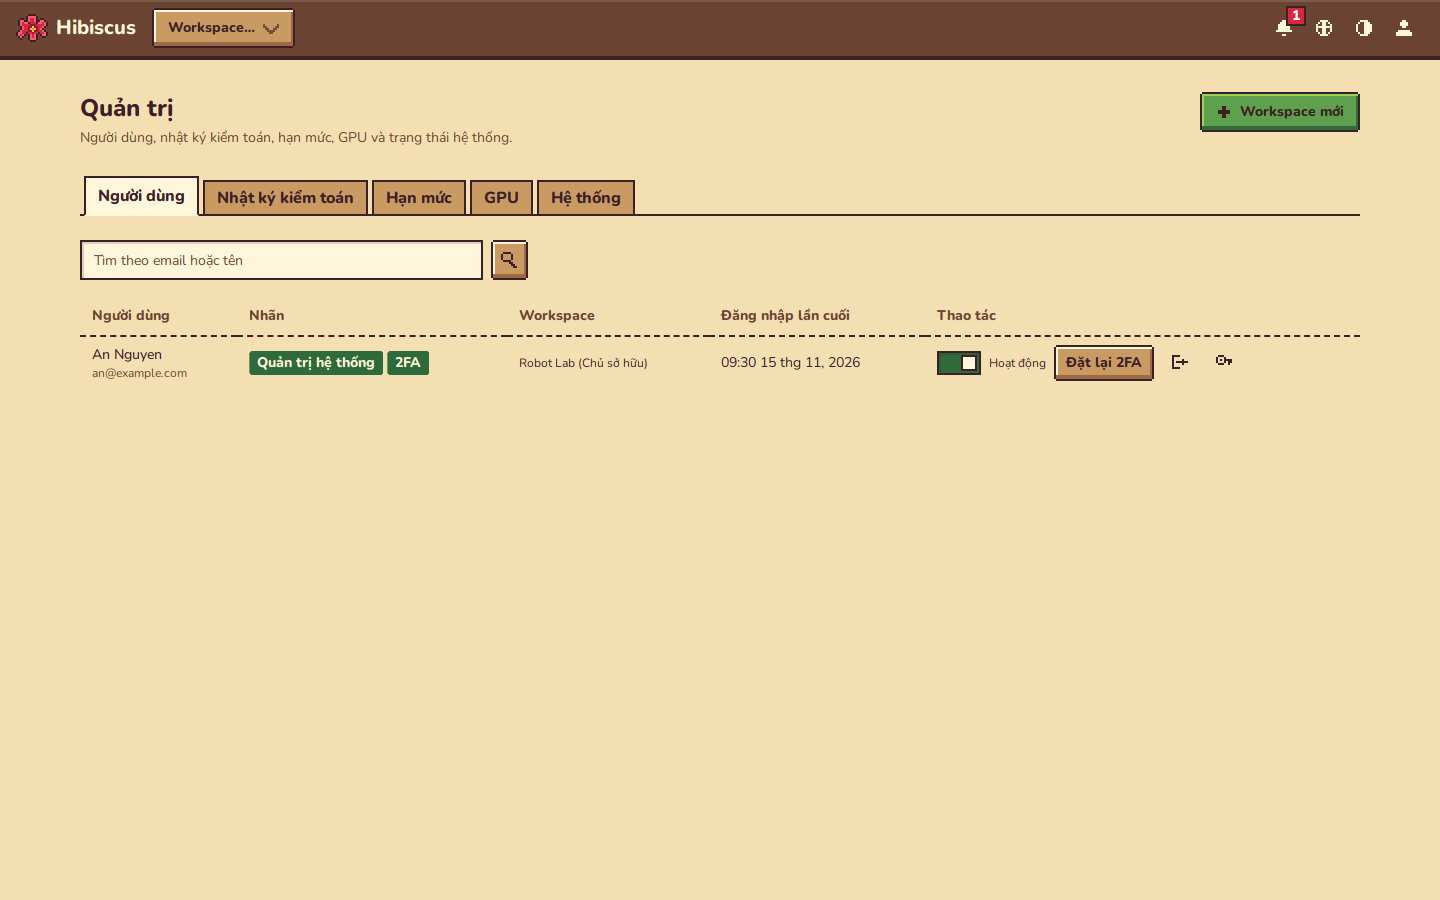 Hibiscus
Workspace...
1
Quản trị
Người dùng, nhật ký kiểm toán, hạn mức, GPU và trạng thái hệ thống.
Workspace mới
Người dùng
Nhật ký kiểm toán
Hạn mức
GPU
Hệ thống
Tìm theo email hoặc tên
Người dùng
Nhãn
Workspace
Đăng nhập lần cuối
Thao tác
An Nguyen
an@example.com
Quản trị hệ thống
2FA
Robot Lab (Chủ sở hữu)
09:30 15 thg 11, 2026
Hoạt động
Đặt lại 2FA